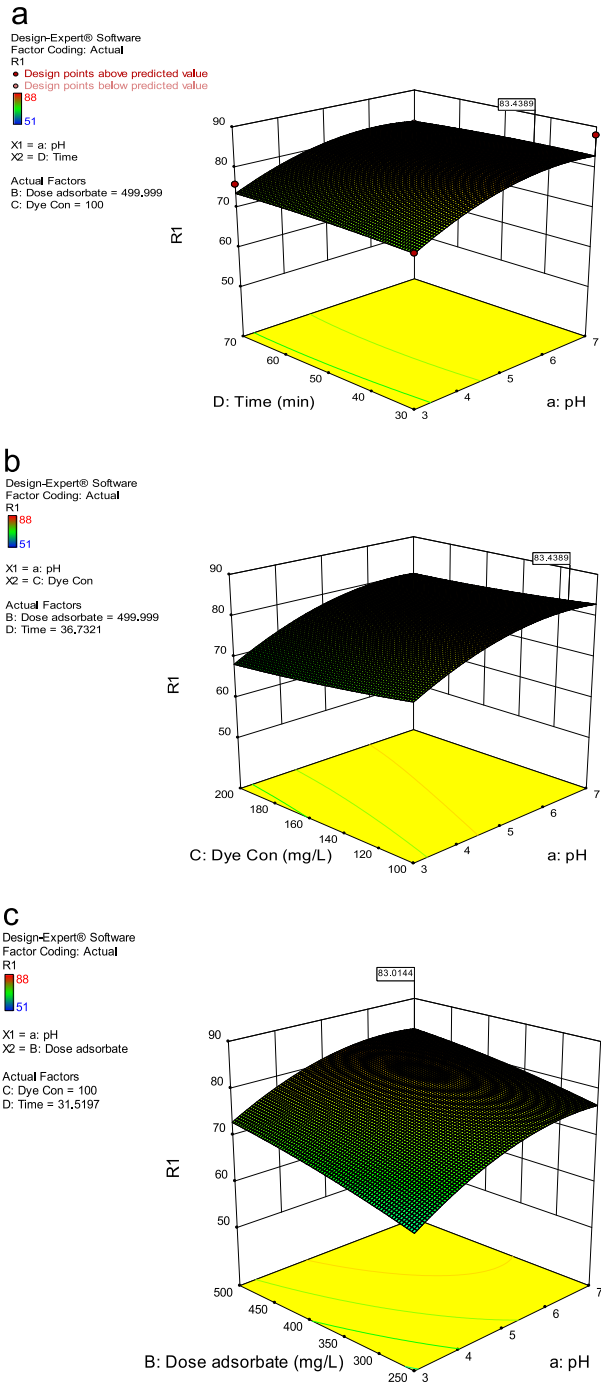 a
Design-Expert® Software
Factor Coding: Actual
R1
Design points above predicted value
Design points below predicted value
88
51
X1 = a: pH
X2 = D: Time
Actual Factors
B: Dose adsorbate = 499.999
C: Dye Con = 100
83.4389
90
80
70
60
50
R1
70
60
50
40
30
3
4
5
6
7
D: Time (min)
a: pH
b
Design-Expert® Software
Factor Coding: Actual
R1
88
51
X1 = a: pH
X2 = C: Dye Con
Actual Factors
B: Dose adsorbate = 499.999
D: Time = 36.7321
83.4389
90
80
70
60
50
R1
200
180
160
140
120
100
3
4
5
6
7
C: Dye Con (mg/L)
a: pH
c
Design-Expert® Software
Factor Coding: Actual
R1
88
51
X1 = a: pH
X2 = B: Dose adsorbate
Actual Factors
C: Dye Con = 100
D: Time = 31.5197
83.0144
90
80
70
60
50
R1
500
450
400
350
300
250
3
4
5
6
7
B: Dose adsorbate (mg/L)
a: pH